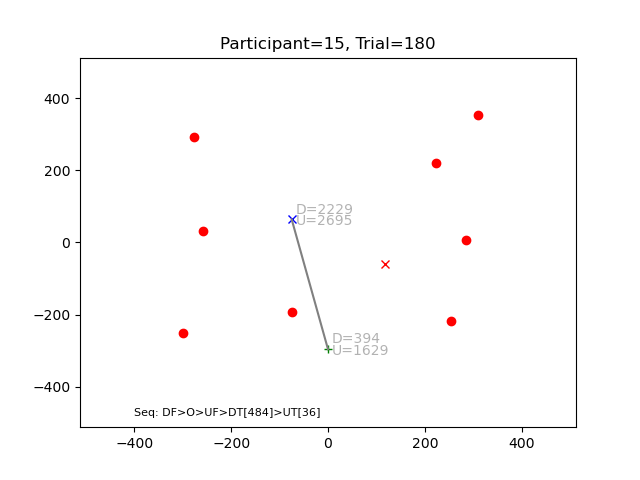 Participant=15, Trial=180
400
200
0
−200
−400
D=2229
U=2695
D=394
U=1629
Seq: DF>O>UF>DT[484]>UT[36]
−400 −200 0 200 400